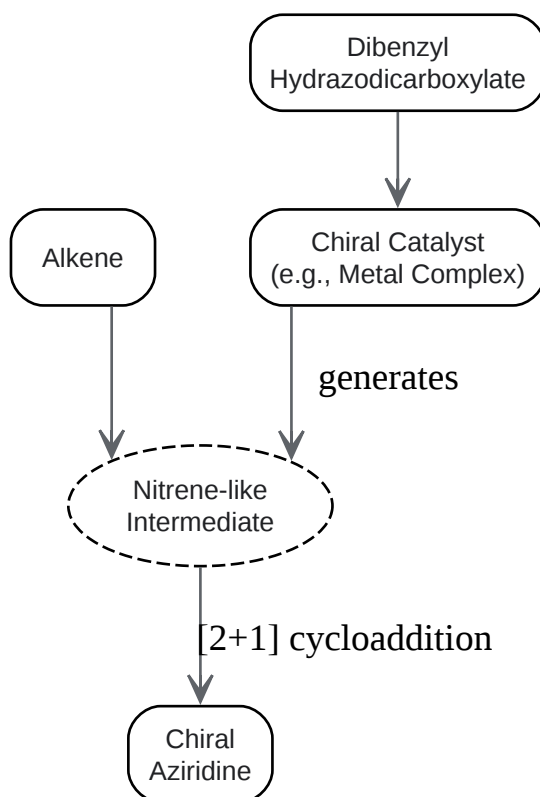 Dibenzyl
Hydrazodicarboxylate
Alkene
Chiral Catalyst
(e.g., Metal Complex)
generates
Nitrene-like
Intermediate
[2+1] cycloaddition
Chiral
Aziridine